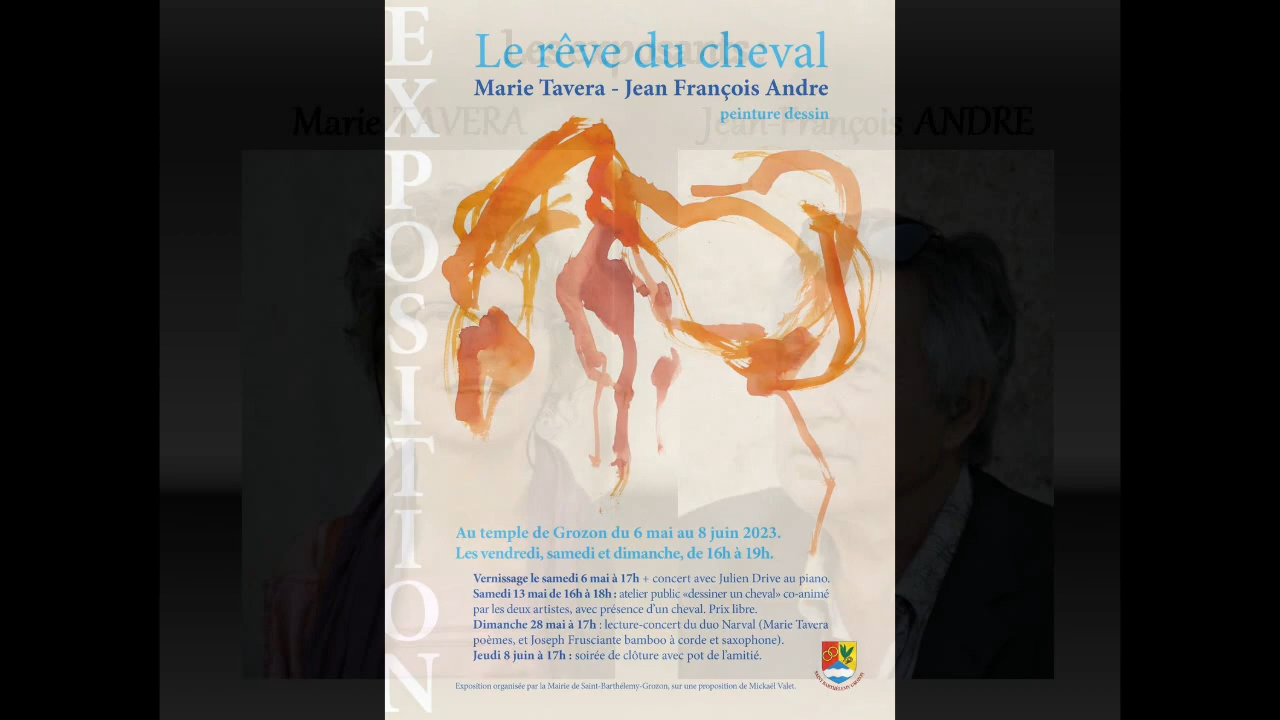 EXPOSITION
Les exposants :
Le rêve du cheval
Marie Tavera - Jean François Andre
peinture dessin
Marie TAVERA
Jean-François ANDRE
Au temple de Grozon du 6 mai au 8 juin 2023.
Les vendredi, samedi et dimanche, de 16h à 19h.
Vernissage le samedi 6 mai à 17h + concert avec Julien Drive au piano.
Samedi 13 mai de 16h à 18h : atelier public «dessiner un cheval» co-animé
par les deux artistes, avec présence d'un cheval. Prix libre.
Dimanche 28 mai à 17h : lecture-concert du duo Narval (Marie Tavera
poèmes, et Joseph Frusciante bamboo à corde et saxophone).
Jeudi 8 juin à 17h : soirée de clôture avec pot de l'amitié.
SAINT-BARTHÉLEMY-GROZON
Exposition organisée par la Mairie de Saint-Barthélemy-Grozon, sur une proposition de Mickaël Valet.